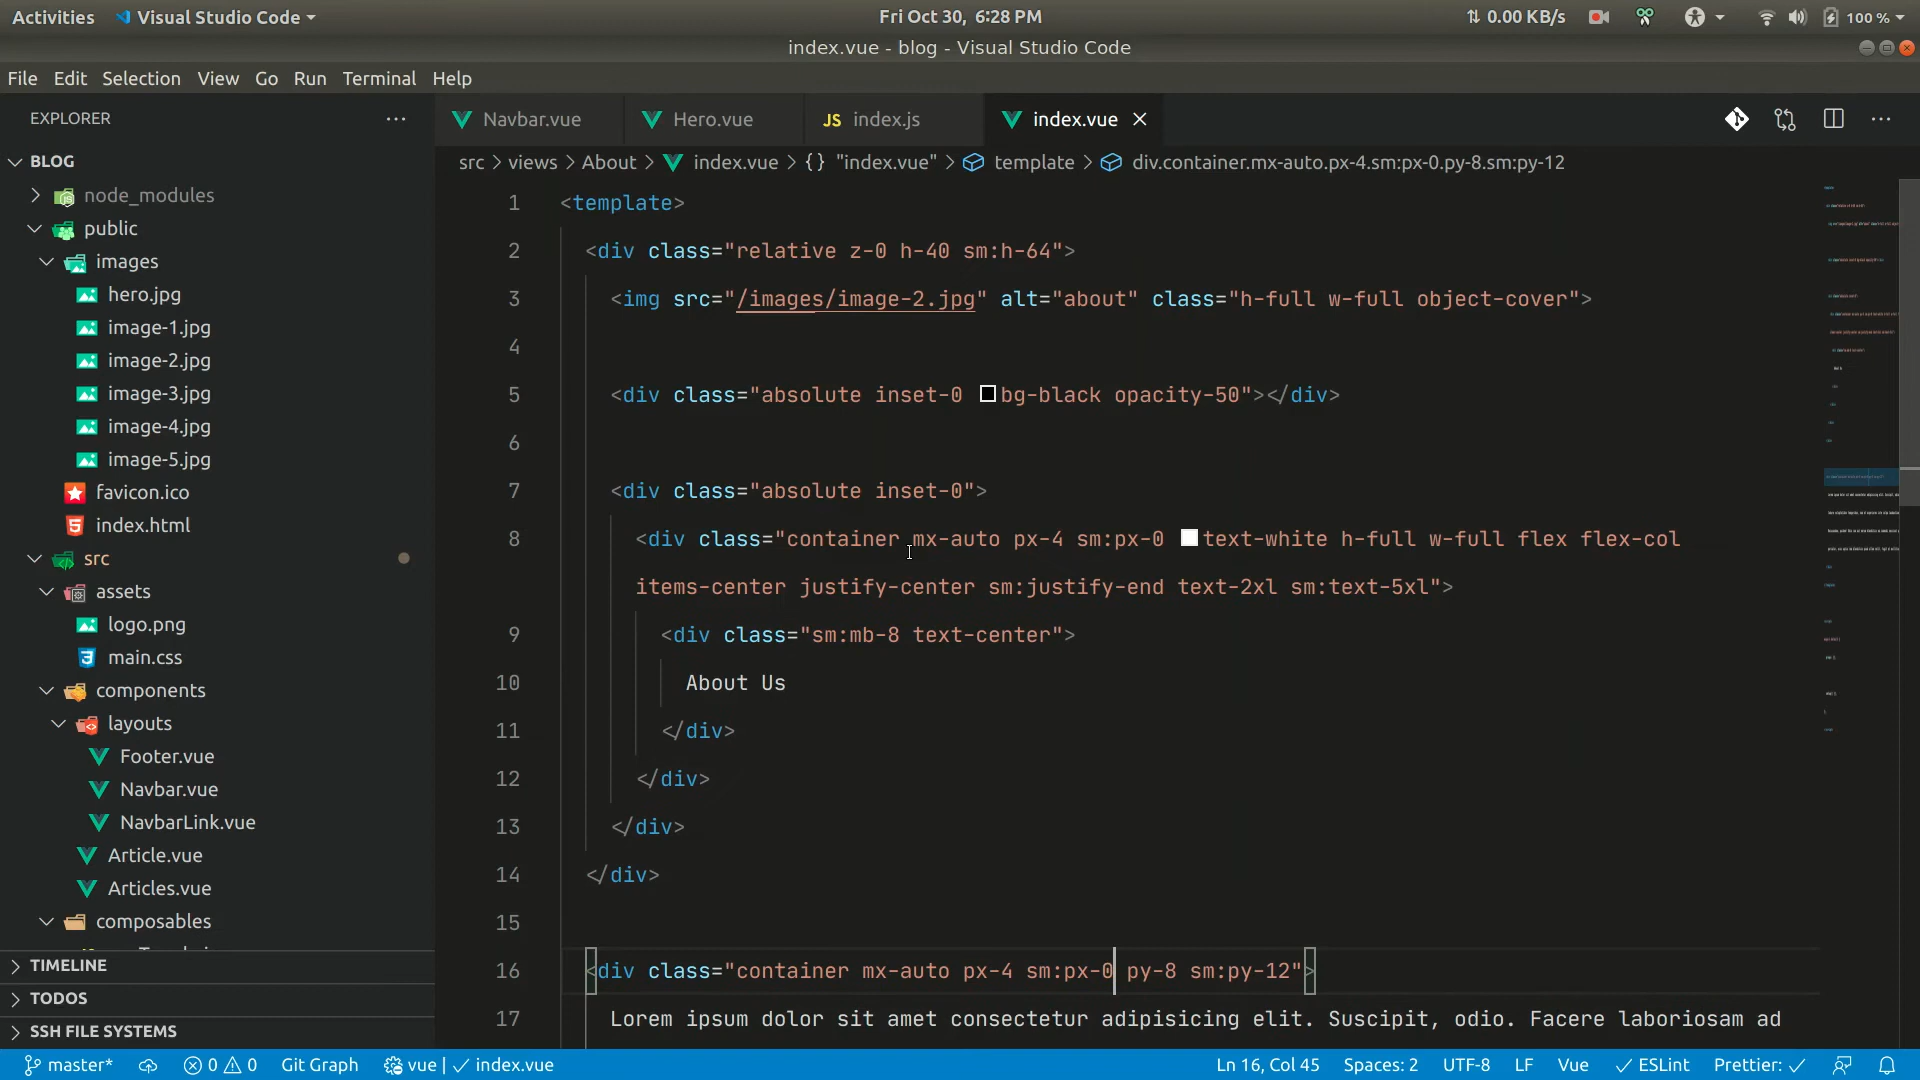 Activities Visual Studio Code Fri Oct 30, 6:28 PM 0.00 KB/s 100 %
index.vue - blog - Visual Studio Code
File Edit Selection View Go Run Terminal Help
EXPLORER
BLOG
node_modules
public
images
hero.jpg
image-1.jpg
image-2.jpg
image-3.jpg
image-4.jpg
image-5.jpg
favicon.ico
index.html
src
assets
logo.png
main.css
components
layouts
Footer.vue
Navbar.vue
NavbarLink.vue
Article.vue
Articles.vue
composables
TIMELINE
TODOS
SSH FILE SYSTEMS
Navbar.vue Hero.vue JS index.js index.vue
src > views > About > index.vue > {} "index.vue" > template > div.container.mx-auto.px-4.sm:px-0.py-8.sm:py-12
1 <template>
2 <div class="relative z-0 h-40 sm:h-64">
3 <img src="/images/image-2.jpg" alt="about" class="h-full w-full object-cover">
4
5 <div class="absolute inset-0 bg-black opacity-50"></div>
6
7 <div class="absolute inset-0">
8 <div class="container mx-auto px-4 sm:px-0 text-white h-full w-full flex flex-col
items-center justify-center sm:justify-end text-2xl sm:text-5xl">
9 <div class="sm:mb-8 text-center">
10 About Us
11 </div>
12 </div>
13 </div>
14 </div>
15
16 <div class="container mx-auto px-4 sm:px-0 py-8 sm:py-12">
17 Lorem ipsum dolor sit amet consectetur adipisicing elit. Suscipit, odio. Facere laboriosam ad
master* 0 0 Git Graph vue | index.vue Ln 16, Col 45 Spaces: 2 UTF-8 LF Vue ESLint Prettier: